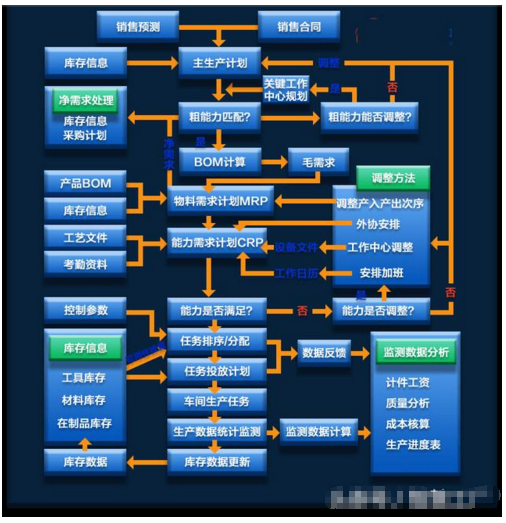 销售预测
销售合同
库存信息
主生产计划
调整
关键工作
中心规划
是
否
净需求处理
库存信息
采购计划
粗能力匹配?
粗能力能否调整?
是
净需求
BOM计算
毛需求
产品BOM
库存信息
物料需求计划MRP
调整方法
调整产入产出次序
外协安排
工作中心调整
安排加班
工艺文件
考勤资料
能力需求计划CRP
设备文件
工作日历
是
否
控制参数
能力是否满足?
否
能力是否调整?
库存信息
工具库存
材料库存
在制品库存
任务排序/分配
任务投放计划
数据反馈
监测数据分析
计件工资
质量分析
成本核算
生产进度表
车间生产任务
生产数据统计监测
监测数据计算
库存数据
库存数据更新